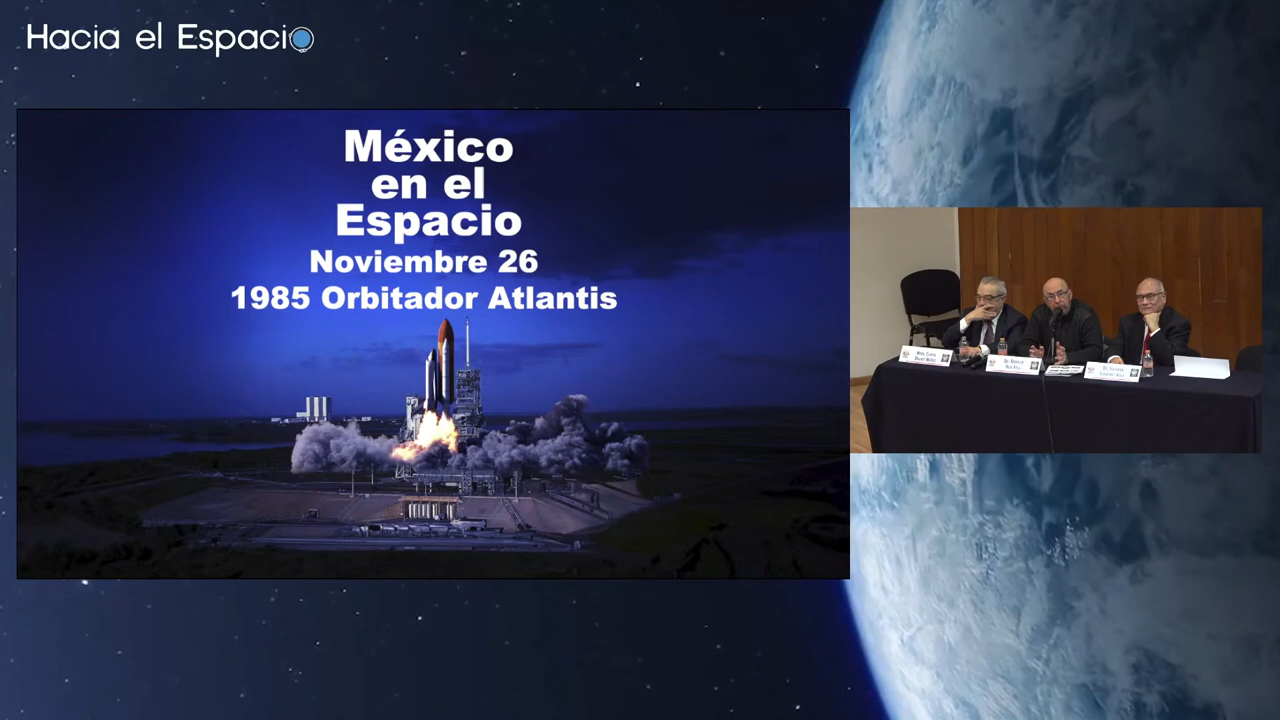 Hacia el Espacio
México
en el
Espacio
Noviembre 26
1985 Orbitador Atlantis